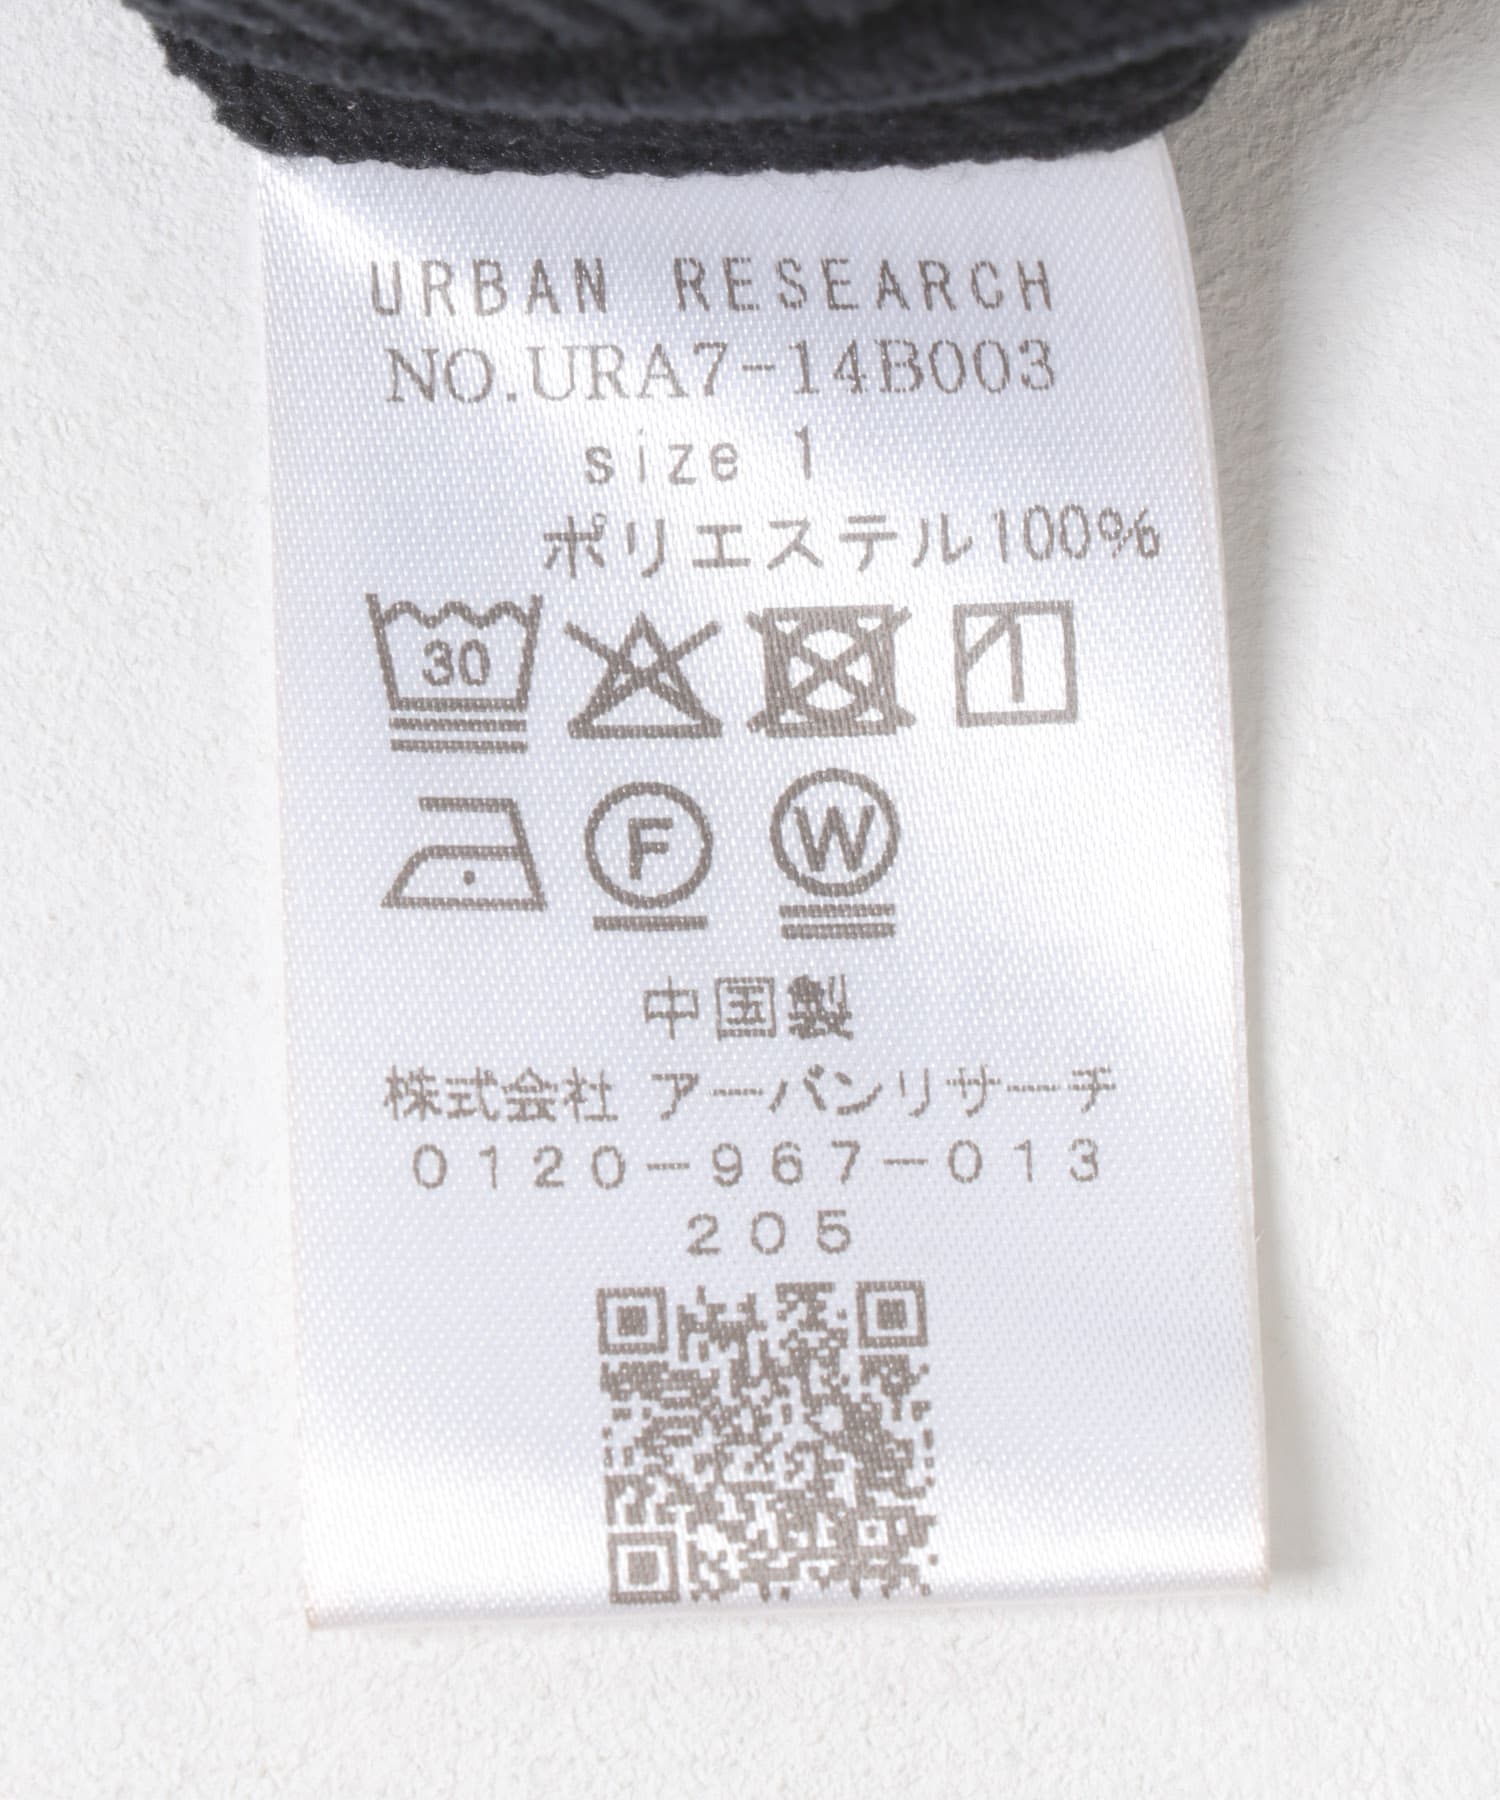 URBAN RESEARCH
NO.URA7-14B003
size 1
ポリエステル100%
30
F
W
中国製
株式会社 アーバンリサーチ
0120-967-013
205